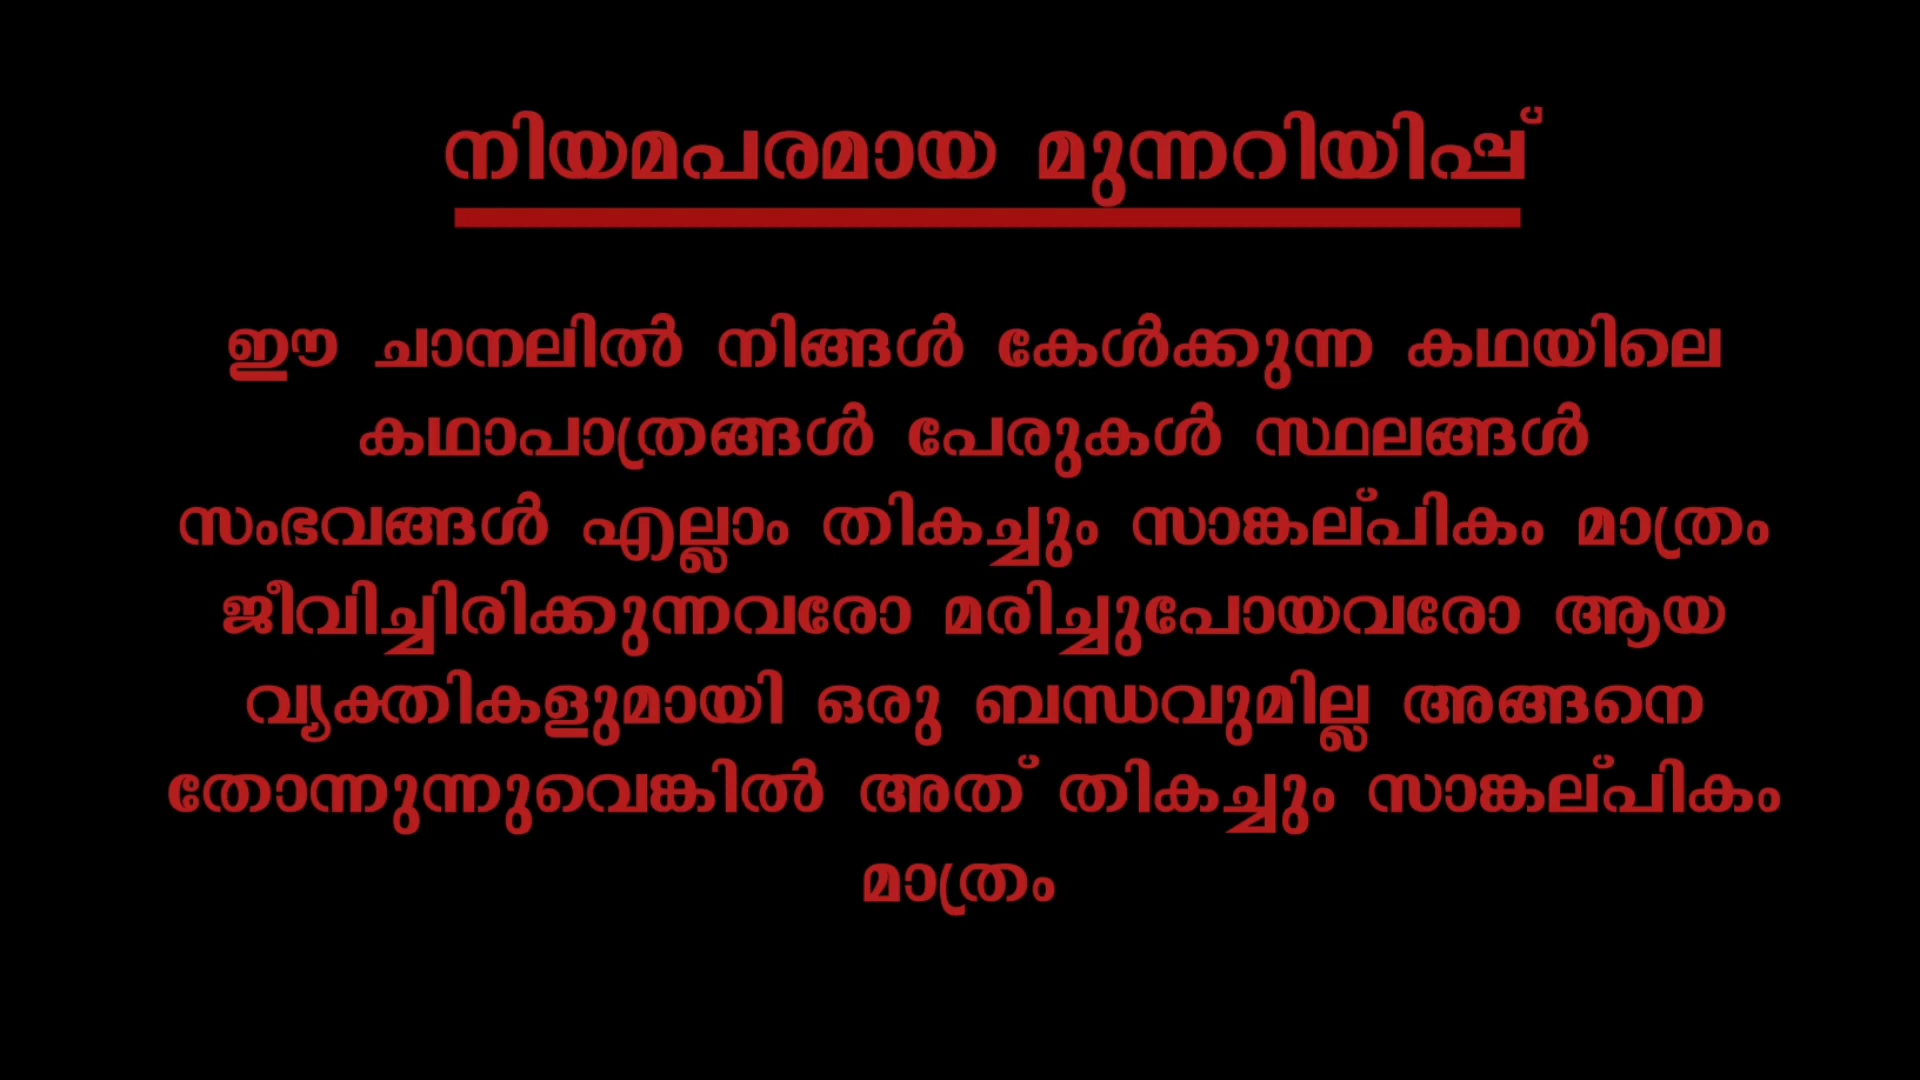 നിയമപരമായ മുന്നറിയിപ്പ്
ഈ ചാനലിൽ നിങ്ങൾ കേൾക്കുന്ന കഥയിലെ
കഥാപാത്രങ്ങൾ പേരുകൾ സ്ഥലങ്ങൾ
സംഭവങ്ങൾ എല്ലാം തികച്ചും സാങ്കല്പികം മാത്രം
ജീവിച്ചിരിക്കുന്നവരോ മരിച്ചുപോയവരോ ആയ
വ്യക്തികളുമായി ഒരു ബന്ധവുമില്ല അങ്ങനെ
തോന്നുന്നുവെങ്കിൽ അത് തികച്ചും സാങ്കല്പികം
മാത്രം